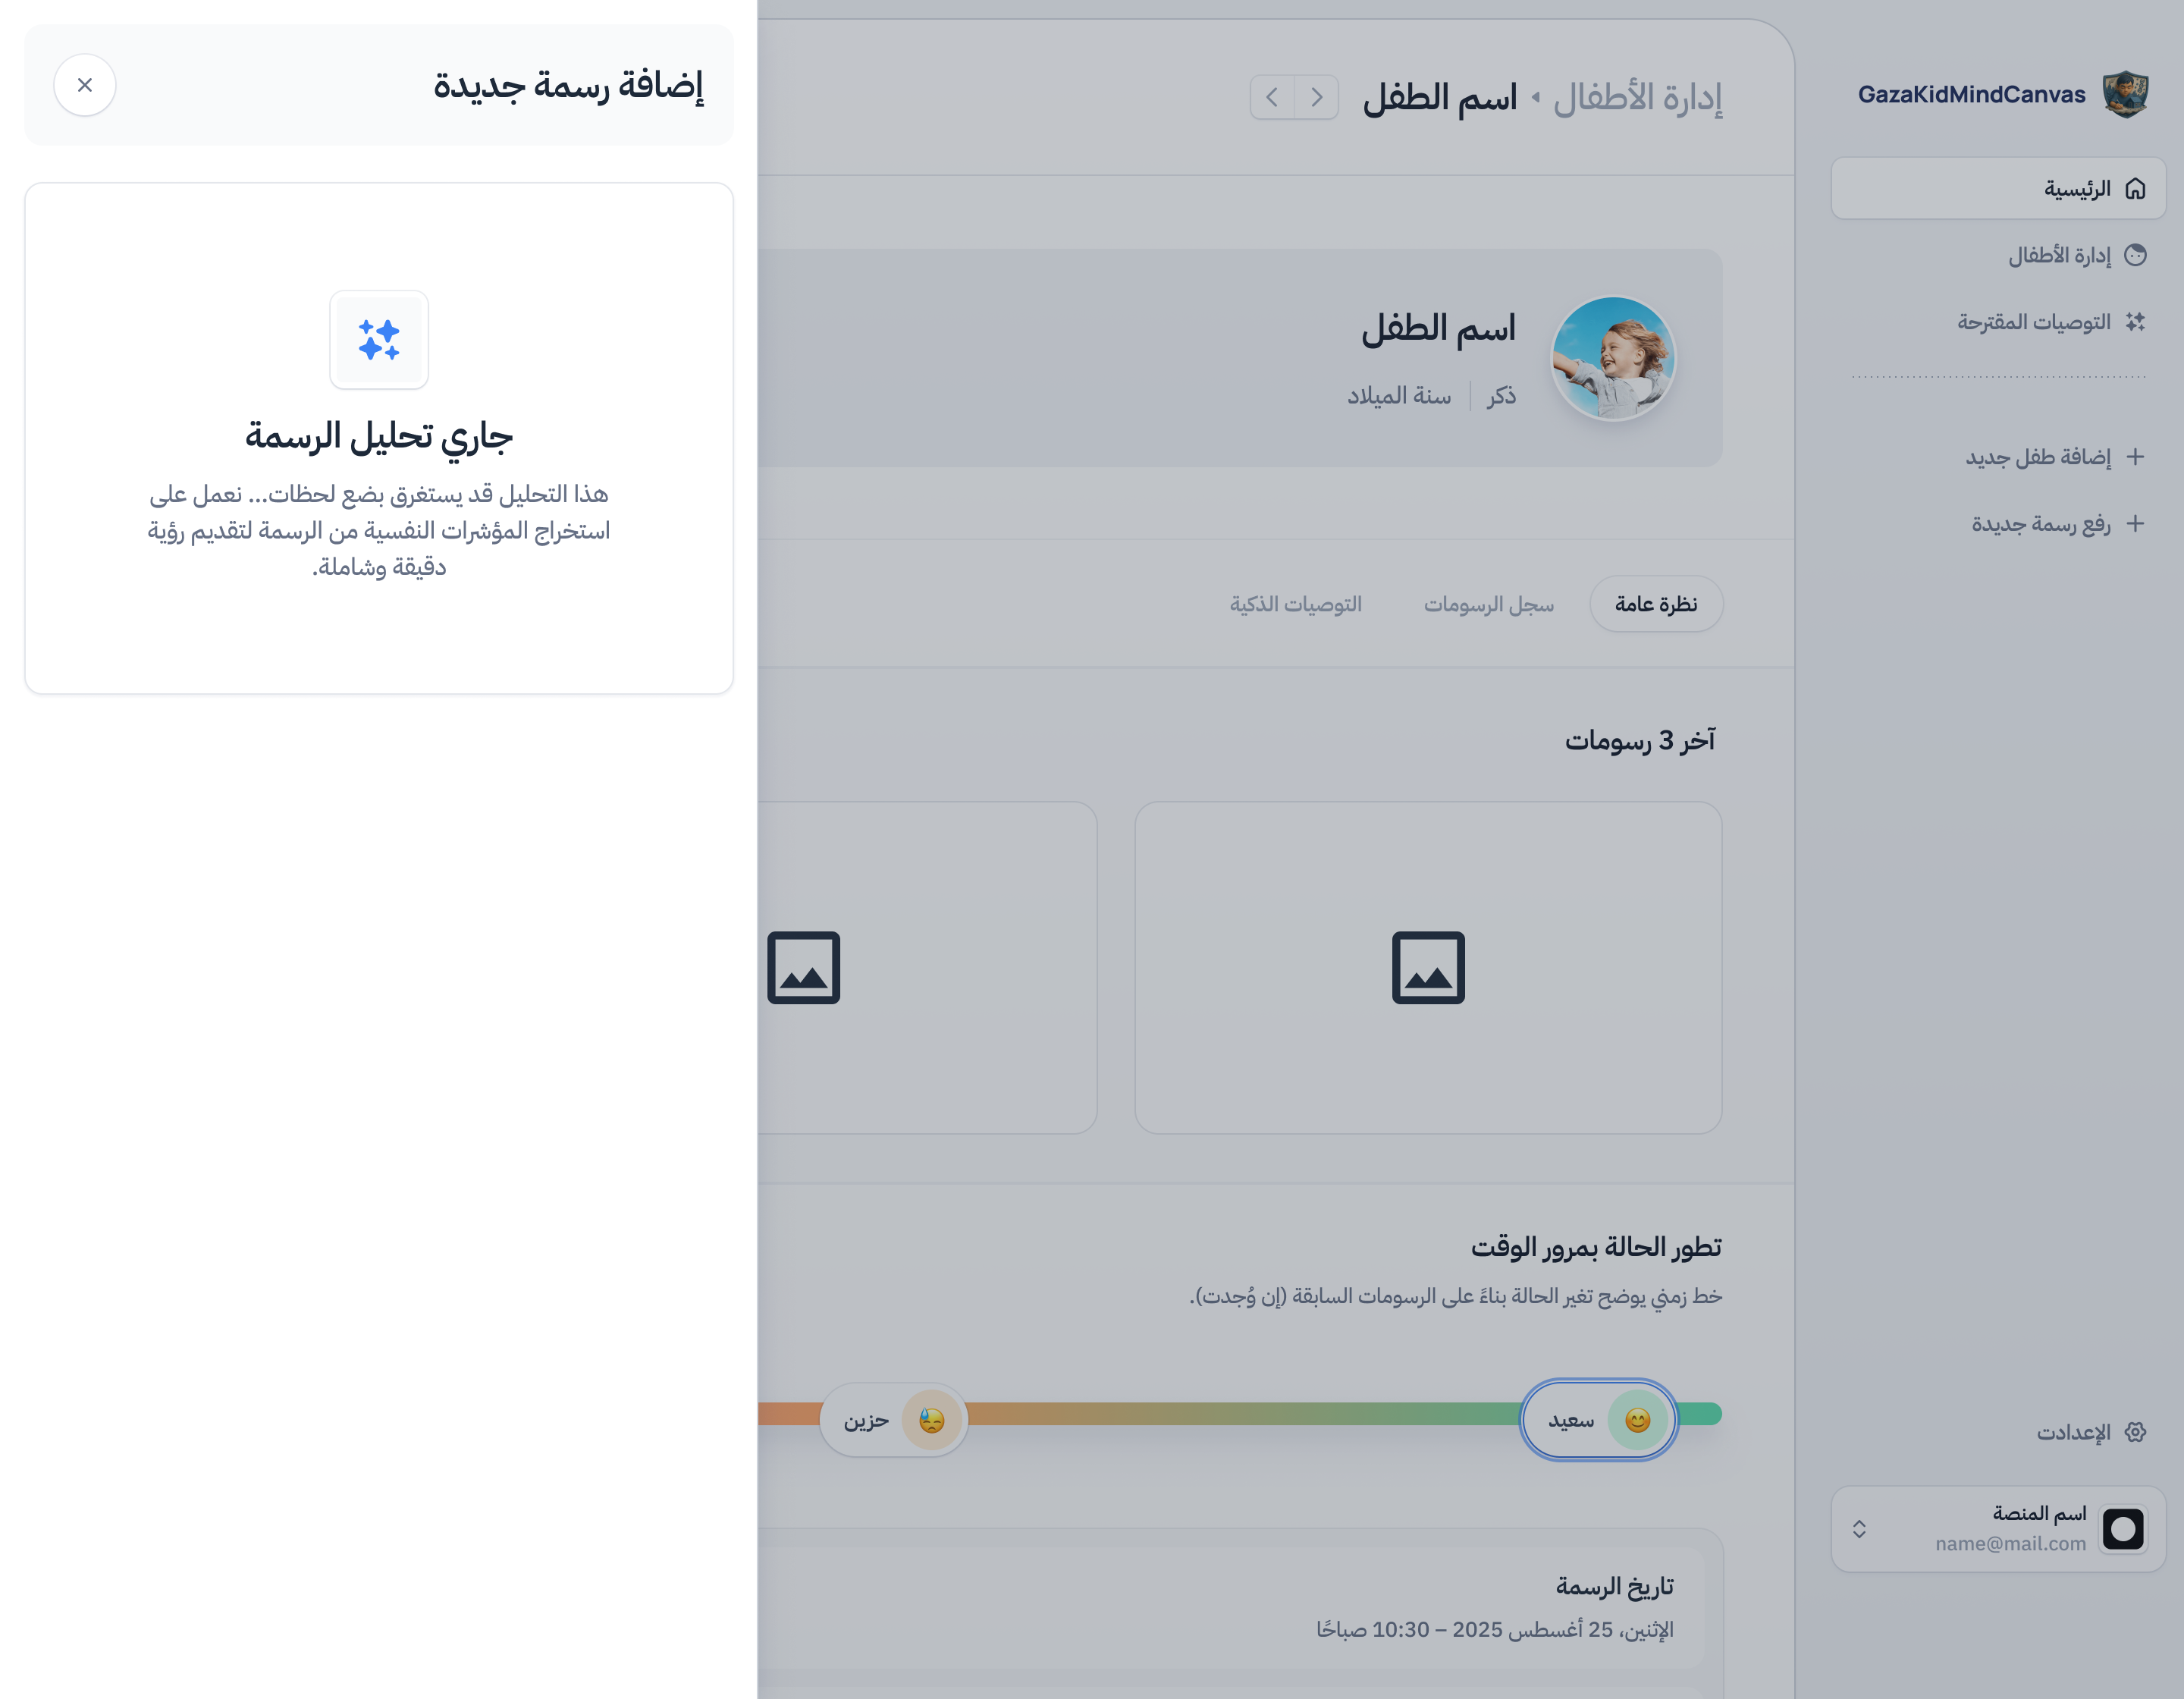 GazaKidMindCanvas
الرئيسية
إدارة الأطفال
التوصيات المقترحة
إضافة طفل جديد
رفع رسمة جديدة
الإعدادت
اسم المنصة
name@mail.com
إدارة الأطفال
اسم الطفل
اسم الطفل
ذكر
سنة الميلاد
نظرة عامة
سجل الرسومات
التوصيات الذكية
آخر 3 رسومات
تطور الحالة بمرور الوقت
خط زمني يوضح تغير الحالة بناءً على الرسومات السابقة (إن وُجدت).
سعيد
حزين
تاريخ الرسمة
الإثنين، 25 أغسطس 2025 – 10:30 صباحًا
إضافة رسمة جديدة
جاري تحليل الرسمة
هذا التحليل قد يستغرق بضع لحظات... نعمل على
استخراج المؤشرات النفسية من الرسمة لتقديم رؤية
دقيقة وشاملة.